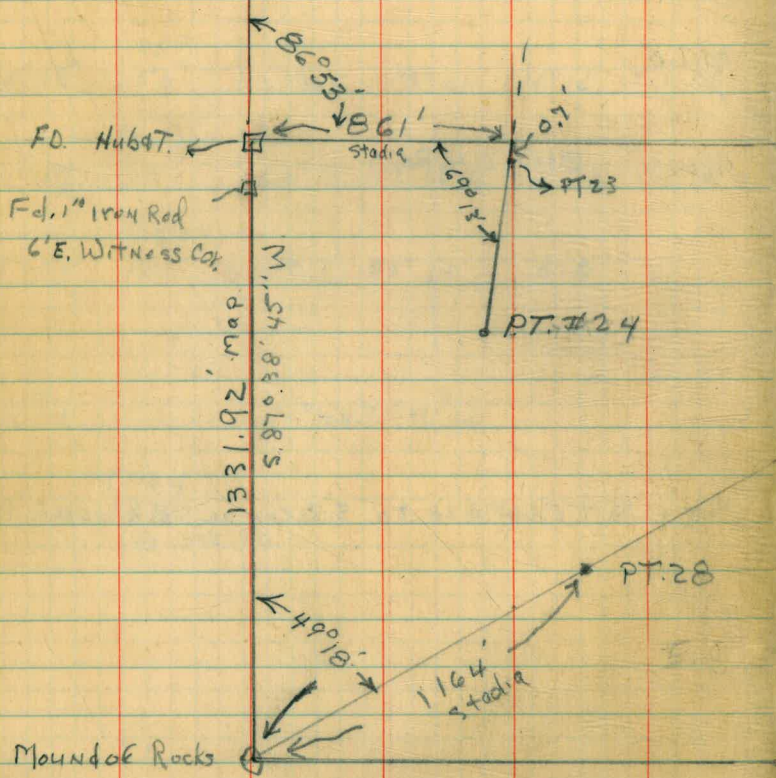 86°53'
FD. Hub&T.
861'
stadia
0.7'
PT 23
69°13'
Fd. 1" Iron Rod
6'E. Witness Cor.
P.T. #24
1331.92' map
S. 87° 38' 45" W.
PT. 28
49°18'
1164'
stadia
Mound of Rocks